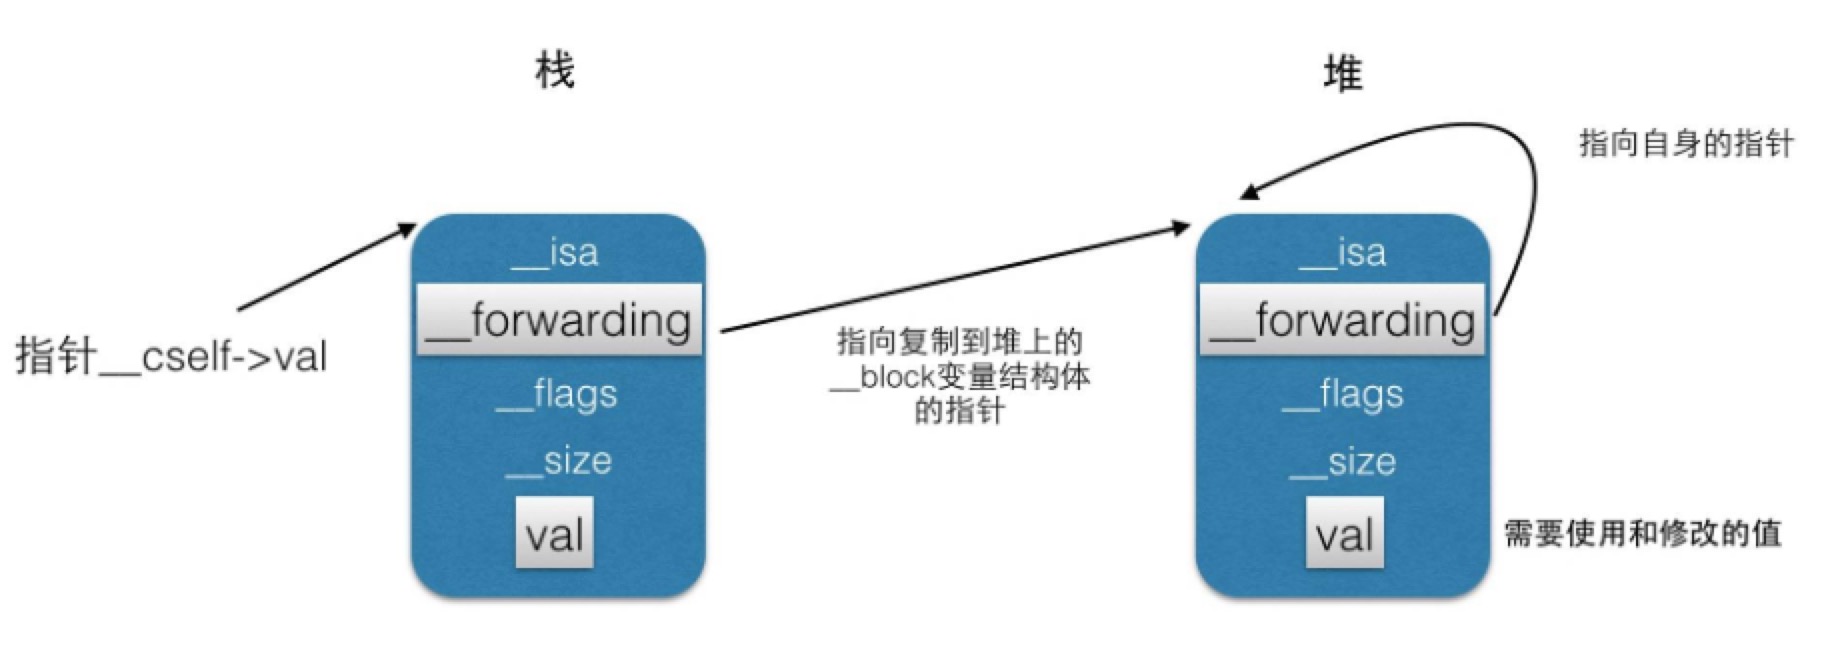 栈
堆
指向自身的指针
__isa
__forwarding
__flags
__size
val
指针__cself->val
指向复制到堆上的
__block变量结构体
的指针
__isa
__forwarding
__flags
__size
val
需要使用和修改的值